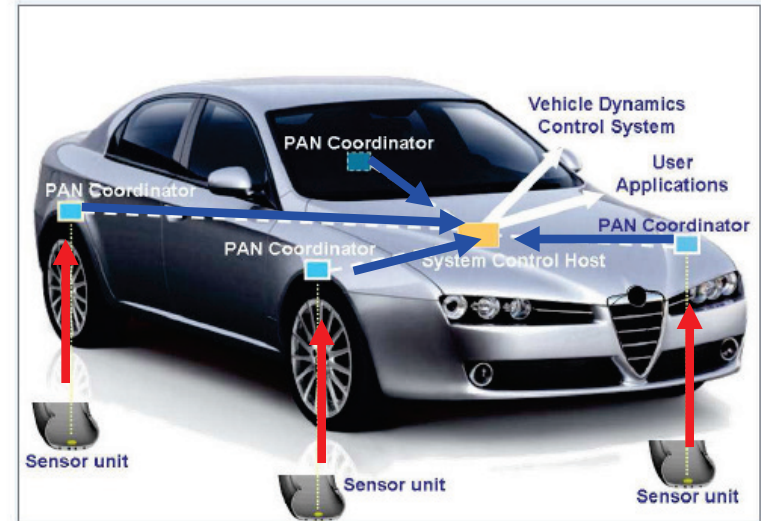 Vehicle Dynamics
Control System
PAN Coordinator
User
Applications
PAN Coordinator
PAN Coordinator
PAN Coordinator
System Control Host
Sensor unit
Sensor unit
Sensor unit